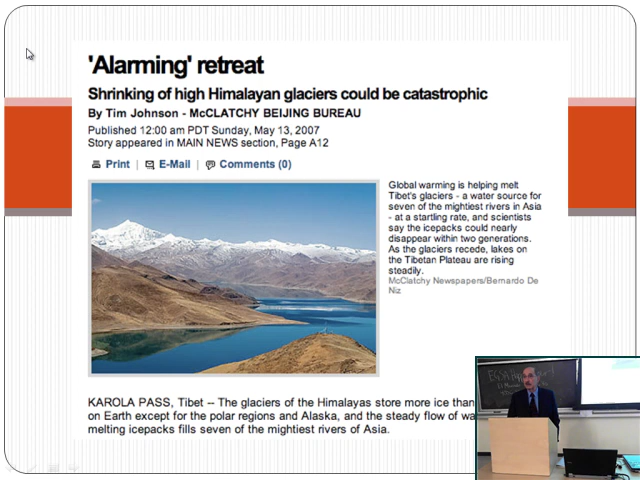 'Alarming' retreat
Shrinking of high Himalayan glaciers could be catastrophic
By Tim Johnson - McCLATCHY BEIJING BUREAU
Published 12:00 am PDT Sunday, May 13, 2007
Story appeared in MAIN NEWS section, Page A12
Print | E-Mail | Comments (0)
Global warming is helping melt
Tibet's glaciers - a water source for
seven of the mightiest rivers in Asia
- at a startling rate, and scientists
say the icepacks could nearly
disappear within two generations.
As the glaciers recede, lakes on
the Tibetan Plateau are rising
steadily.
McClatchy Newspapers/Bernardo De
Niz
KAROLA PASS, Tibet -- The glaciers of the Himalayas store more ice than
on Earth except for the polar regions and Alaska, and the steady flow of
melting icepacks fills seven of the mightiest rivers of Asia.